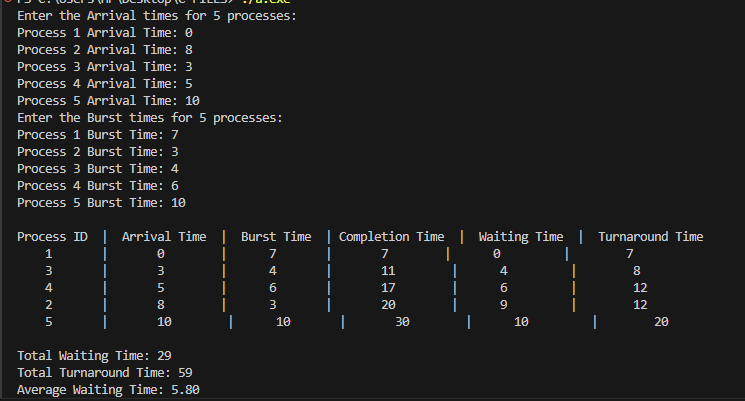 PS C:\Users\HP\Desktop\C FILES> ./a.exe
Enter the Arrival times for 5 processes:
Process 1 Arrival Time: 0
Process 2 Arrival Time: 8
Process 3 Arrival Time: 3
Process 4 Arrival Time: 5
Process 5 Arrival Time: 10
Enter the Burst times for 5 processes:
Process 1 Burst Time: 7
Process 2 Burst Time: 3
Process 3 Burst Time: 4
Process 4 Burst Time: 6
Process 5 Burst Time: 10
Process ID | Arrival Time | Burst Time | Completion Time | Waiting Time | Turnaround Time
1 | 0 | 7 | 7 | 0 | 7
3 | 3 | 4 | 11 | 4 | 8
4 | 5 | 6 | 17 | 6 | 12
2 | 8 | 3 | 20 | 9 | 12
5 | 10 | 10 | 30 | 10 | 20
Total Waiting Time: 29
Total Turnaround Time: 59
Average Waiting Time: 5.80